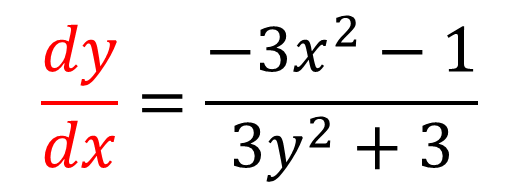 dy/dx = (−3x² − 1)/(3y² + 3)